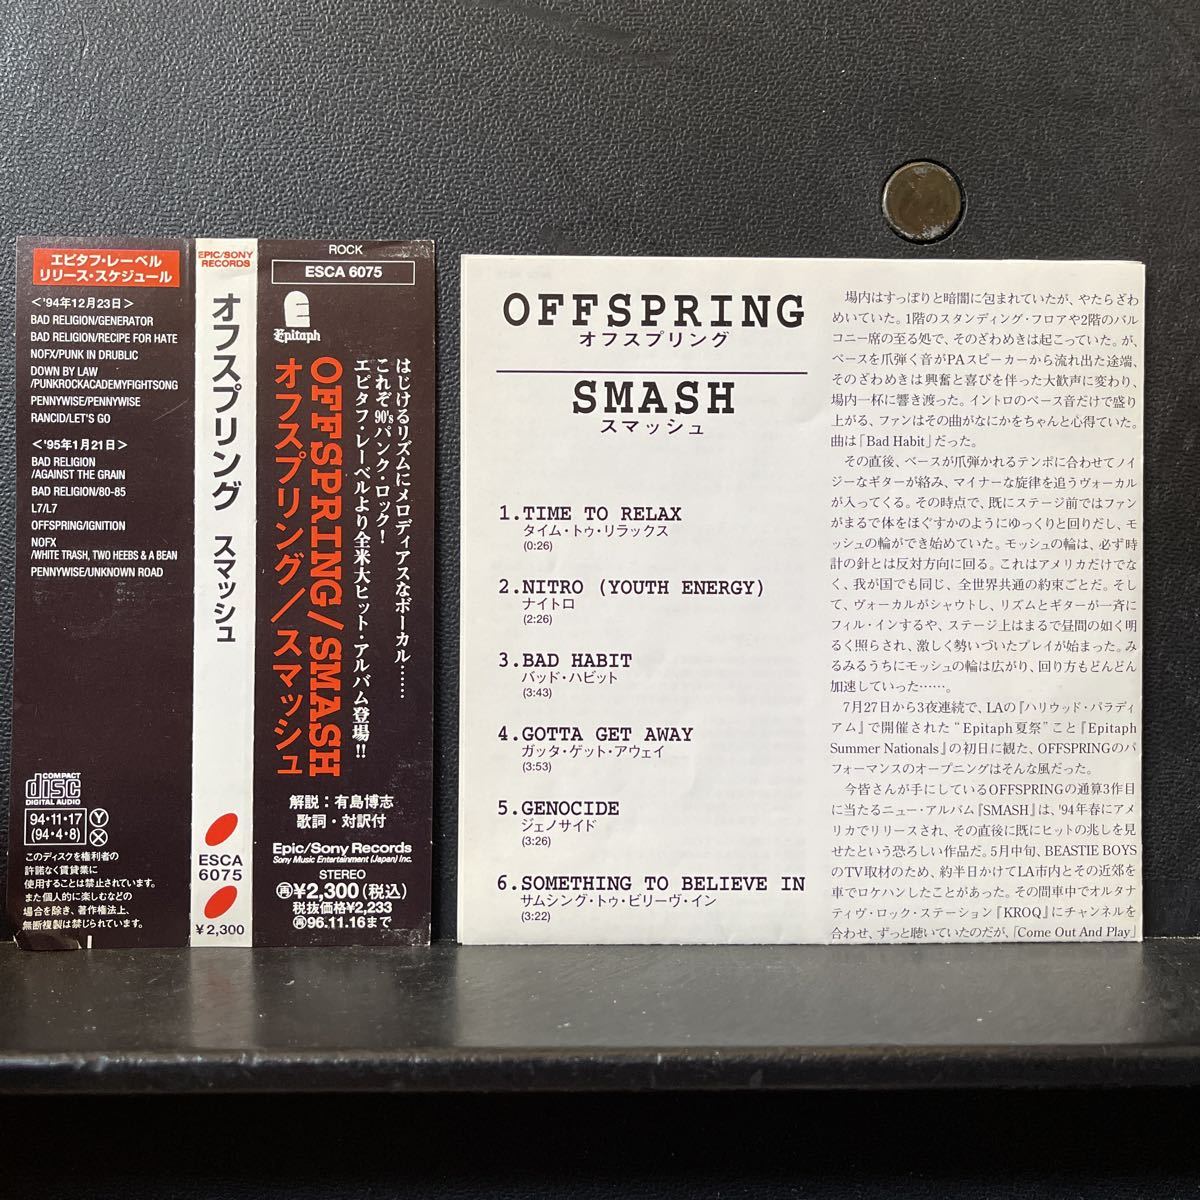 エピタフ・レーベル
リリース・スケジュール
<'94年12月23日>
BAD RELIGION/GENERATOR
BAD RELIGION/RECIPE FOR HATE
NOFX/PUNK IN DRUBLIC
DOWN BY LAW
/PUNKROCKACADEMYFIGHTSONG
PENNYWISE/PENNYWISE
RANCID/LET'S GO
<'95年1月21日>
BAD RELIGION
/AGAINST THE GRAIN
BAD RELIGION/80-85
L7/L7
OFFSPRING/IGNITION
NOFX
/WHITE TRASH, TWO HEEBS & A BEAN
PENNYWISE/UNKNOWN ROAD
COMPACT
disc
DIGITAL AUDIO
94・11・17
(94・4・8)
Y
X
このディスクを権利者の
許諾なく賃貸業に
使用することは禁止されています。
また個人的に楽しむなどの
場合を除き、著作権法上、
無断複製は禁じられています。
EPIC/SONY
RECORDS
オフスプリング スマッシュ
ESCA
6075
¥2,300
ROCK
ESCA 6075
Epitaph
はじけるリズムにメロディアスなボーカル……
これぞ90'sパンク・ロック!
エピタフ・レーベルより全米大ヒット・アルバム登場!!
OFFSPRING/SMASH
オフスプリング/スマッシュ
解説:有島博志
歌詞・対訳付
Epic/Sony Records
Sony Music Entertainment (Japan) Inc.
STEREO
再¥2,300(税込)
税抜価格¥2,233
再96.11.16まで
OFFSPRING
オフスプリング
SMASH
スマッシュ
1.TIME TO RELAX
タイム・トゥ・リラックス
(0:26)
2.NITRO (YOUTH ENERGY)
ナイトロ
(2:26)
3.BAD HABIT
バッド・ハビット
(3:43)
4.GOTTA GET AWAY
ガッタ・ゲット・アウェイ
(3:53)
5.GENOCIDE
ジェノサイド
(3:26)
6.SOMETHING TO BELIEVE IN
サムシング・トゥ・ビリーヴ・イン
(3:22)
場内はすっぽりと暗闇に包まれていたが、やたらざわ
めいていた。1階のスタンディング・フロアや2階のバル
コニー席の至る処で、そのざわめきは起こっていた。が、
ベースを爪弾く音がPAスピーカーから流れ出た途端、
そのざわめきは興奮と喜びを伴った大歓声に変わり、
場内一杯に響き渡った。イントロのベース音だけで盛り
上がる、ファンはその曲がなにかをちゃんと心得ていた。
曲は「Bad Habit」だった。
その直後、ベースが爪弾かれるテンポに合わせてノイ
ジーなギターが絡み、マイナーな旋律を追うヴォーカル
が入ってくる。その時点で、既にステージ前ではファン
がまるで体をほぐすかのようにゆっくりと回りだし、モ
ッシュの輪ができ始めていた。モッシュの輪は、必ず時
計の針とは反対方向に回る。これはアメリカだけでな
く、我が国でも同じ、全世界共通の約束ごとだ。そし
て、ヴォーカルがシャウトし、リズムとギターが一斉に
フィル・インするや、ステージ上はまるで昼間の如く明
るく照らされ、激しく勢いづいたプレイが始まった。み
るみるうちにモッシュの輪は広がり、回り方もどんどん
加速していった……。
7月27日から3夜連続で、LAの『ハリウッド・パラディ
アム』で開催された“Epitaph夏祭”こと『Epitaph
Summer Nationals』の初日に観た、OFFSPRINGのパ
フォーマンスのオープニングはそんな風だった。
今皆さんが手にしているOFFSPRINGの通算3作目
に当たるニュー・アルバム『SMASH』は、'94年春にアメ
リカでリリースされ、その直後に既にヒットの兆しを見
せたという恐ろしい作品だ。5月中旬、BEASTIE BOYS
のTV取材のため、約半日かけてLA市内とその近郊を
車でロケハンしたことがあった。その間車中でオルタナ
ティヴ・ロック・ステーション『KROQ』にチャンネルを
合わせ、ずっと聴いていたのだが、「Come Out And Play」